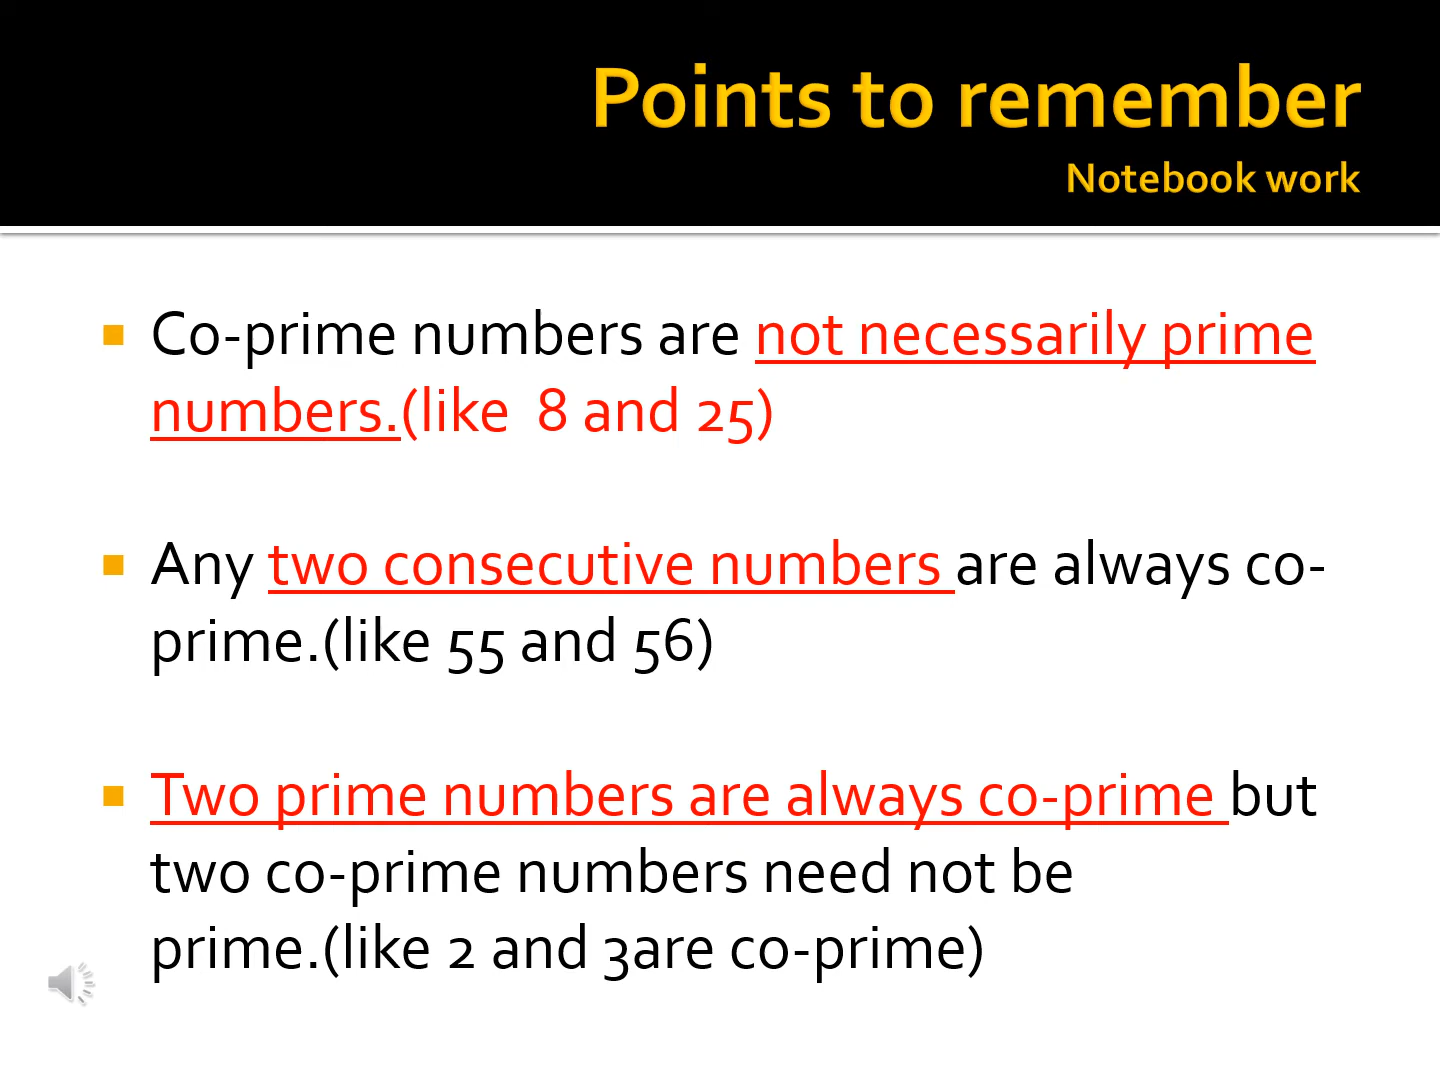 Points to remember
Notebook work
Co-prime numbers are not necessarily prime
numbers.(like  8 and 25)
Any two consecutive numbers are always co-
prime.(like 55 and 56)
Two prime numbers are always co-prime but
two co-prime numbers need not be
prime.(like 2 and 3are co-prime)